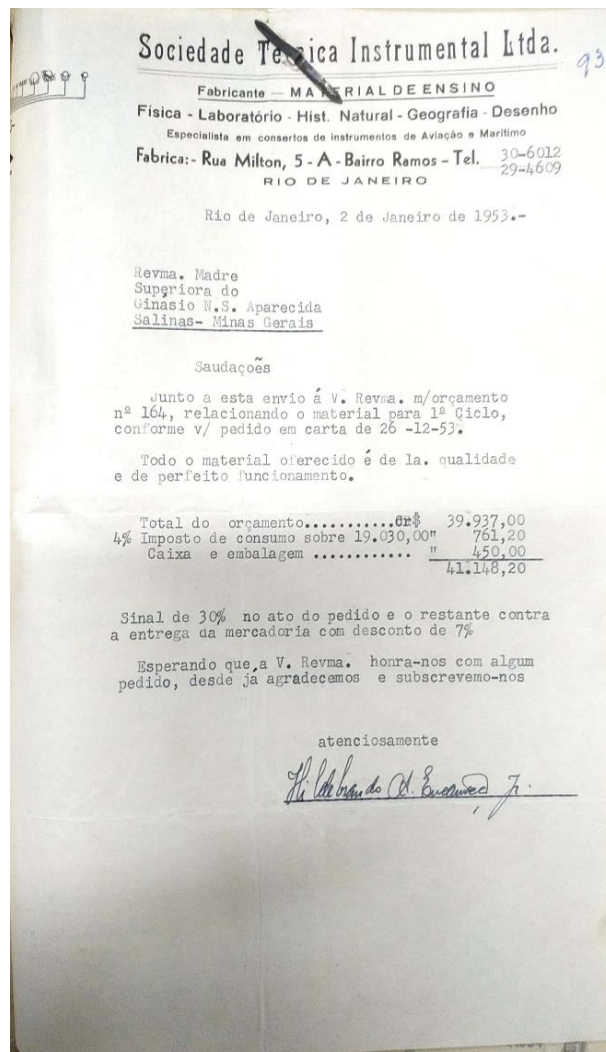 Sociedade Técnica Instrumental Ltda.
93
Fabricante — MATERIAL DE ENSINO
Física - Laboratório - Hist. Natural - Geografia - Desenho
Especialista em consertos de instrumentos de Aviação e Maritimo
Fabrica:- Rua Milton, 5 - A - Bairro Ramos - Tel. 30-6012
29-4609
RIO DE JANEIRO
Rio de Janeiro, 2 de Janeiro de 1953.-
Revma. Madre
Superiora do
Ginasio N.S. Aparecida
Salinas- Minas Gerais
Saudações
Junto a esta envio á V. Revma. m/orçamento
nº 164, relacionando o material para 1º Ciclo,
conforme v/ pedido em carta de 26 -12-53.
Todo o material oferecido é de 1a. qualidade
e de perfeito funcionamento.
Total do orçamento...........Cr$ 39.937,00
4% Imposto de consumo sobre 19.030,00" 761,20
Caixa e embalagem ............ " 450,00
41.148,20
Sinal de 30% no ato do pedido e o restante contra
a entrega da mercadoria com desconto de 7%
Esperando que a V. Revma. honra-nos com algum
pedido, desde já agradecemos e subscrevemo-nos
atenciosamente
Hildebrando
Jr.